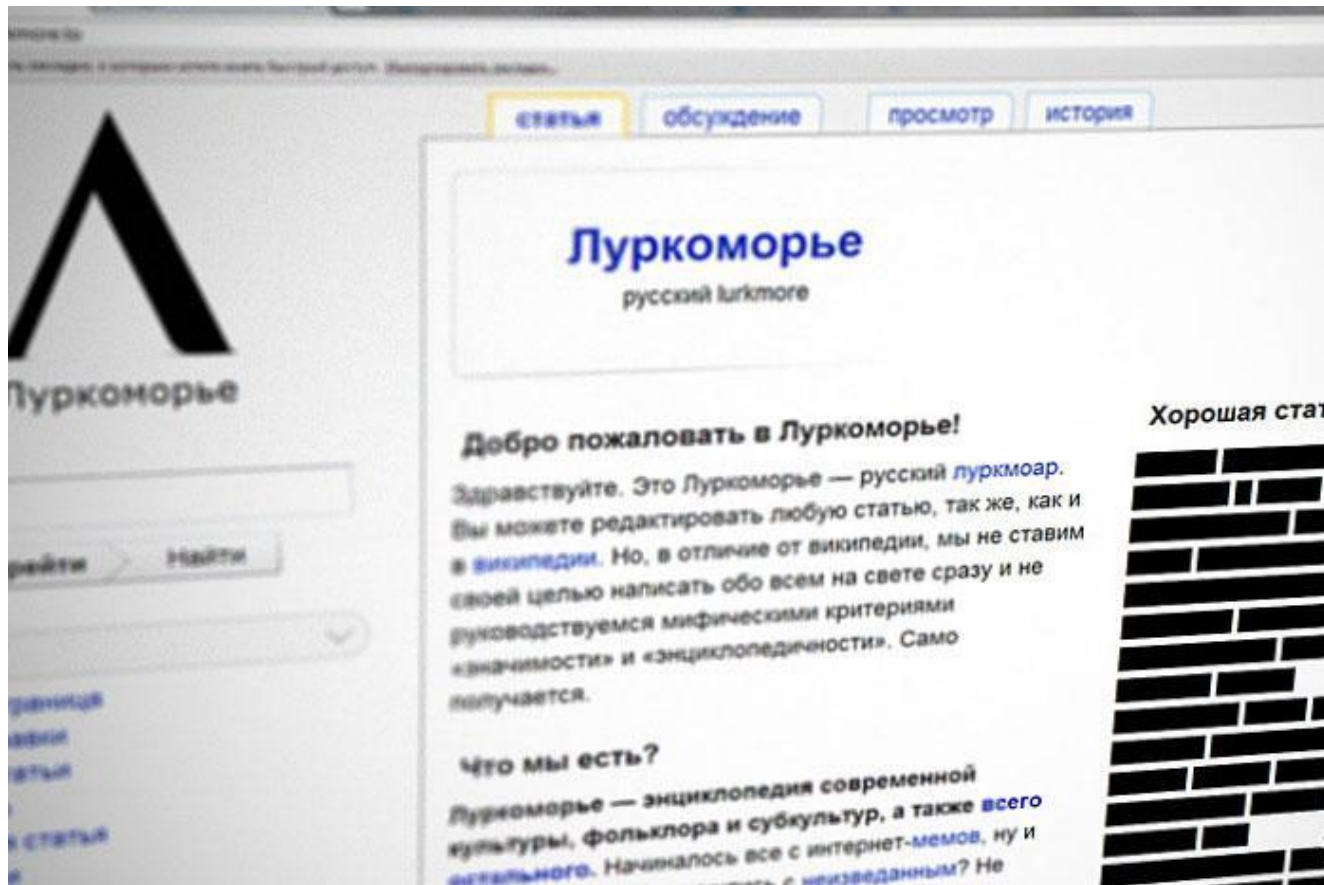 статья обсуждение просмотр история
Луркоморье
русский lurkmore
Луркоморье
Найти
Добро пожаловать в Луркоморье!
Здравствуйте. Это Луркоморье — русский луркмоар.
Вы можете редактировать любую статью, так же, как и
в википедии. Но, в отличие от википедии, мы не ставим
своей целью написать обо всем на свете сразу и не
руководствуемся мифическими критериями
«значимости» и «энциклопедичности». Само
получается.
Что мы есть?
Луркоморье — энциклопедия современной
культуры, фольклора и субкультур, а также всего
остального. Начиналось все с интернет-мемов, ну и
с неизведанным? Не
Хорошая стат
статья